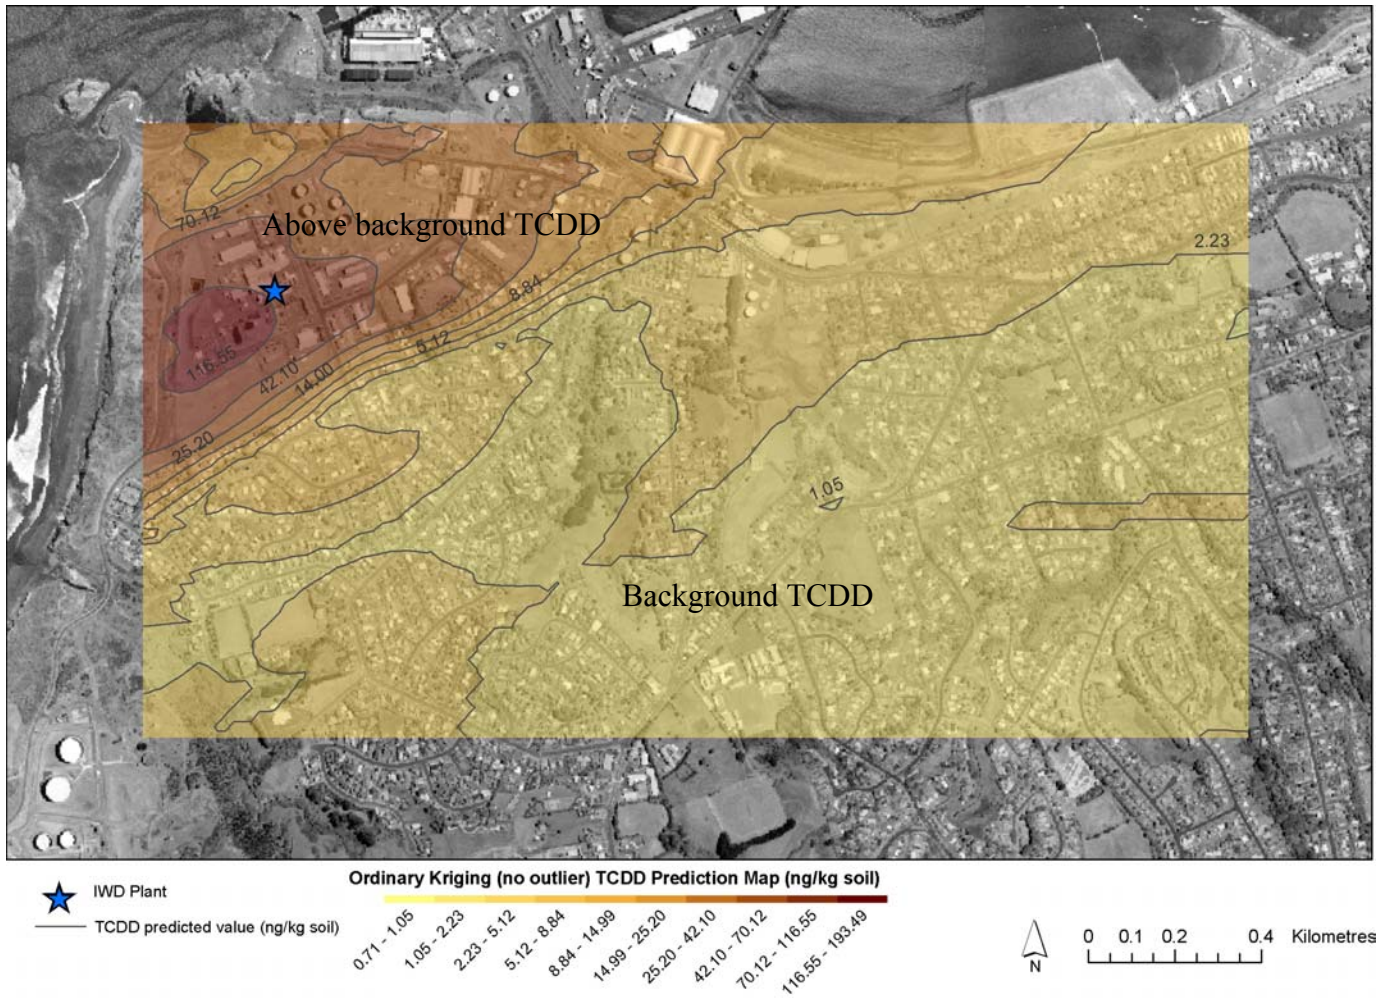 70.12
Above background TCDD
2.23
8.84
5.12
116.55
42.10
14.00
25.20
1.05
Background TCDD
Ordinary Kriging (no outlier) TCDD Prediction Map (ng/kg soil)
IWD Plant
TCDD predicted value (ng/kg soil)
0.71 - 1.05
1.05 - 2.23
2.23 - 5.12
5.12 - 8.84
8.84 - 14.99
14.99 - 25.20
25.20 - 42.10
42.10 - 70.12
70.12 - 116.55
116.55 - 193.49
N
0 0.1 0.2 0.4 Kilometres